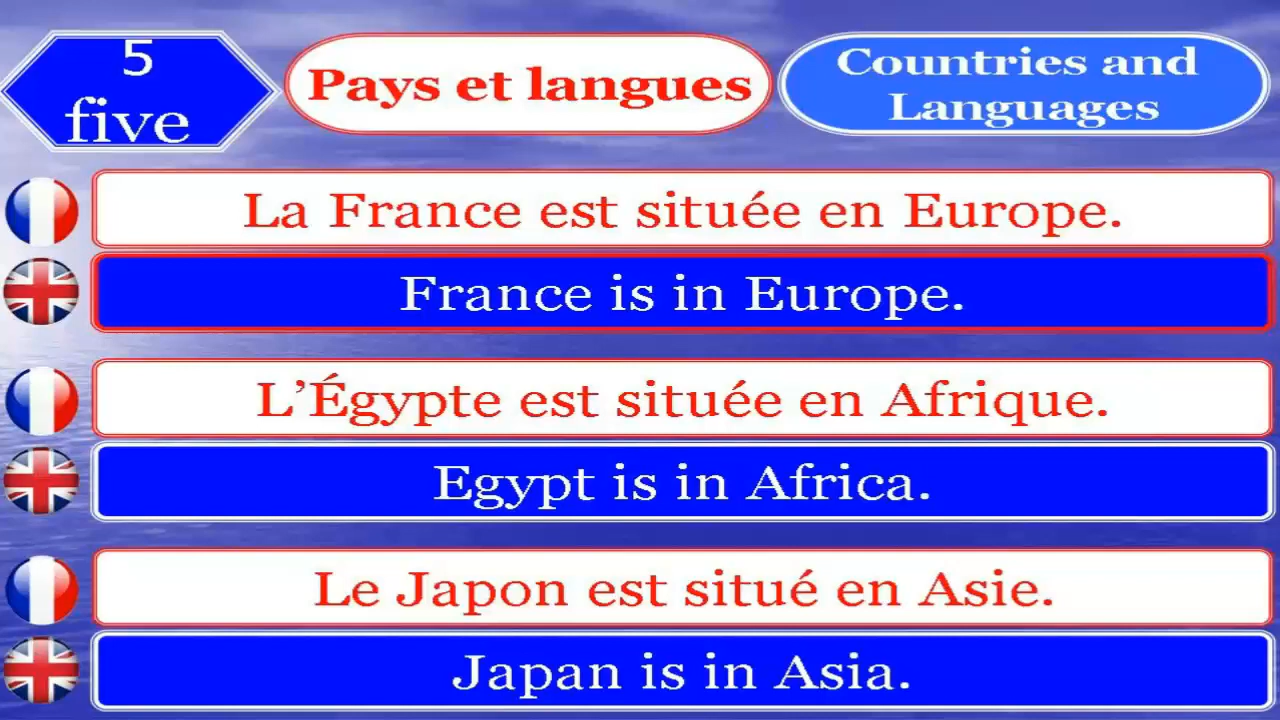 5
five
Pays et langues
Countries and
Languages
La France est située en Europe.
France is in Europe.
L’Égypte est située en Afrique.
Egypt is in Africa.
Le Japon est situé en Asie.
Japan is in Asia.